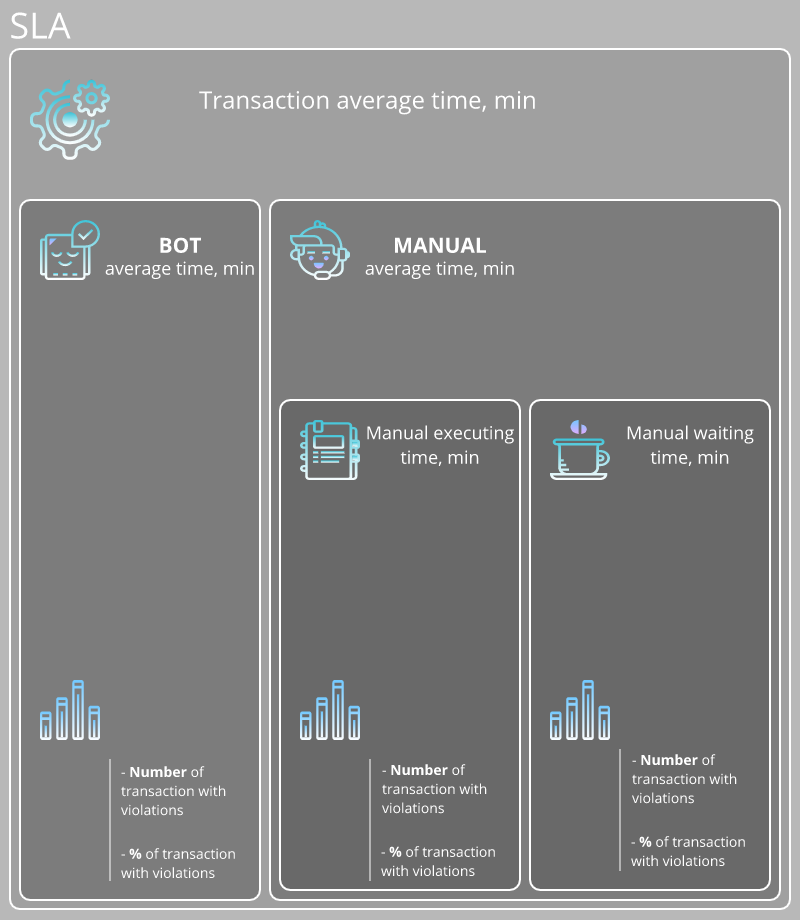 SLA
Transaction average time, min
BOT
average time, min
MANUAL
average time, min
Manual executing
time, min
Manual waiting
time, min
- Number of
transaction with
violations
- % of transaction
with violations
- Number of
transaction with
violations
- % of transaction
with violations
- Number of
transaction with
violations
- % of transaction
with violations